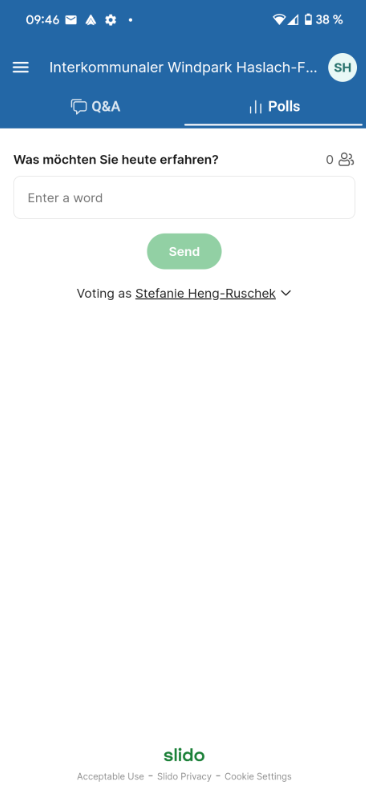 09:46 38 %
Interkommunaler Windpark Haslach-F... SH
Q&A Polls
Was möchten Sie heute erfahren? 0
Enter a word
Send
Voting as Stefanie Heng-Ruschek
slido
Acceptable Use - Slido Privacy - Cookie Settings